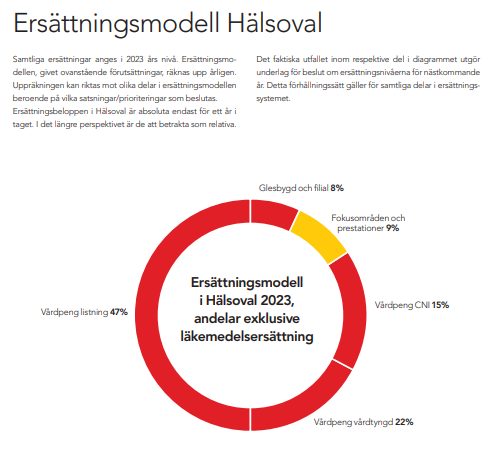 Ersättningsmodell Hälsoval
Samtliga ersättningar anges i 2023 års nivå. Ersättningsmo-
dellen, givet ovanstående förutsättningar, räknas upp årligen.
Uppräkningen kan riktas mot olika delar i ersättningsmodellen
beroende på vilka satsningar/prioriteringar som beslutas.
Ersättningsbeloppen i Hälsoval är absoluta endast för ett år i
taget. I det längre perspektivet är de att betrakta som relativa.
Det faktiska utfallet inom respektive del i diagrammet utgör
underlag för beslut om ersättningsnivåerna för nästkommande
år. Detta förhållningssätt gäller för samtliga delar i ersättnings-
systemet.
Glesbygd och filial 8%
Fokusområden och
prestationer 9%
Ersättningsmodell
i Hälsoval 2023,
andelar exklusive
läkemedelsersättning
Vårdpeng CNI 15%
Vårdpeng listning 47%
Vårdpeng vårdtyngd 22%